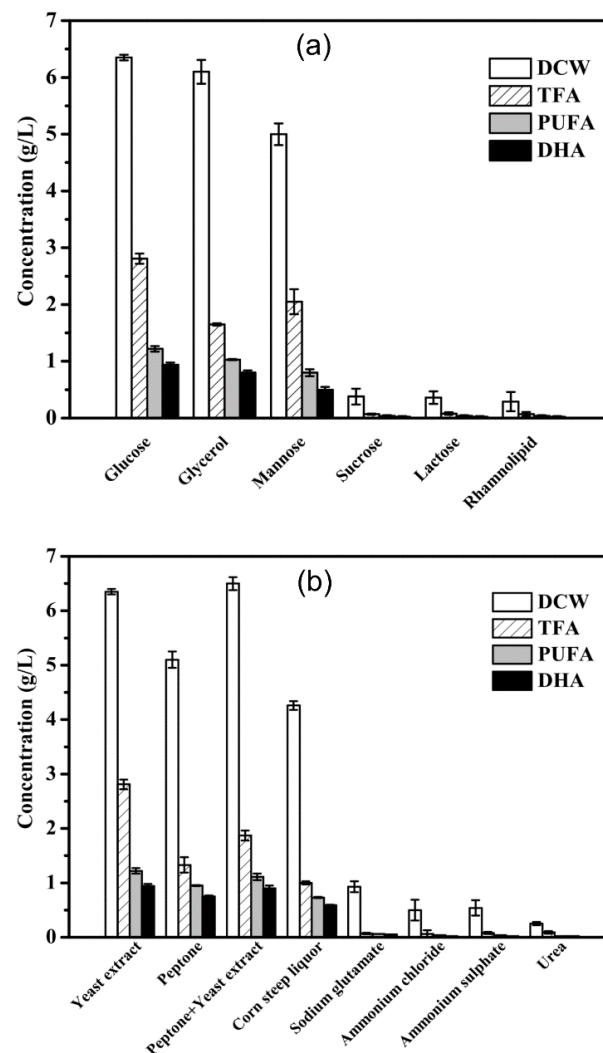 (a)
7
6
5
4
3
2
1
0
Concentration (g/L)
DCW
TFA
PUFA
DHA
Glucose
Glycerol
Mannose
Sucrose
Lactose
Rhamnolipid
(b)
7
6
5
4
3
2
1
0
Concentration (g/L)
DCW
TFA
PUFA
DHA
Yeast extract
Peptone
Peptone+Yeast extract
Corn steep liquor
Sodium glutamate
Ammonium chloride
Ammonium sulphate
Urea